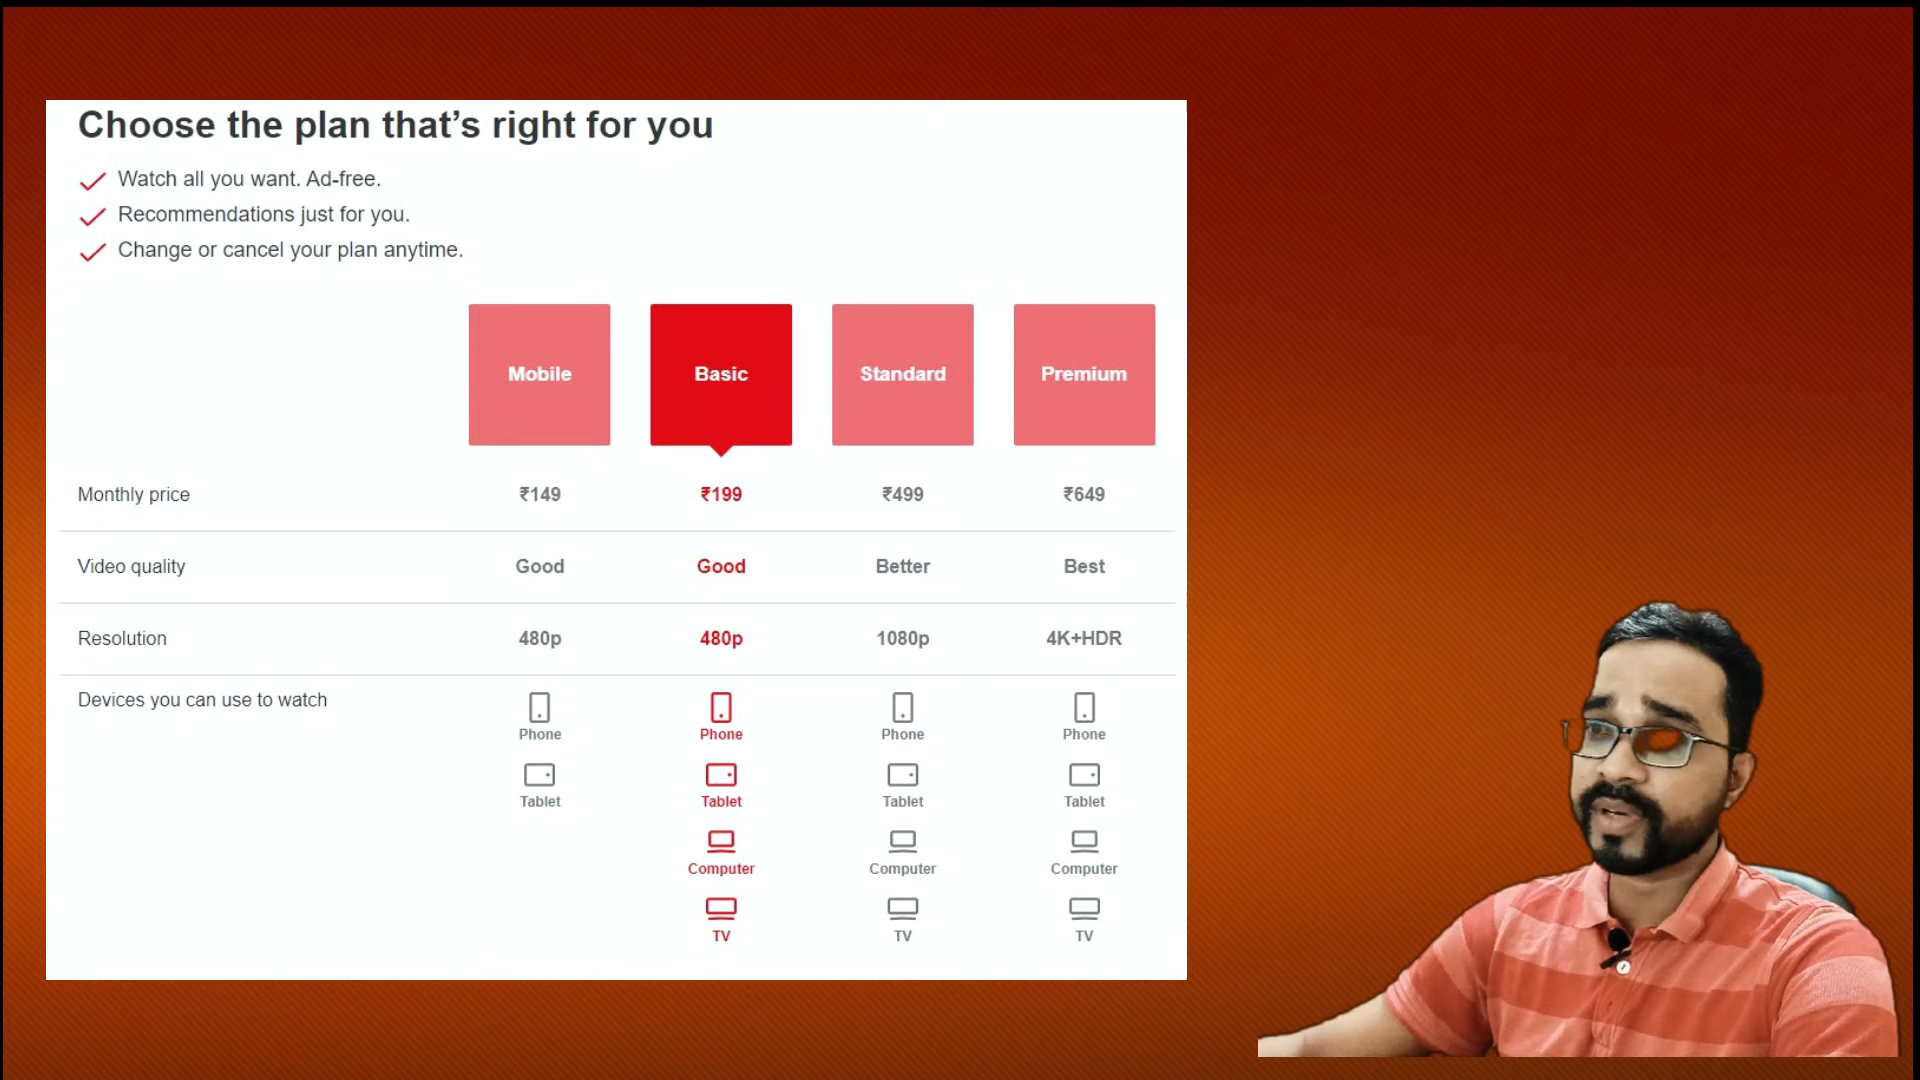 Choose the plan that’s right for you
Watch all you want. Ad-free.
Recommendations just for you.
Change or cancel your plan anytime.
Mobile Basic Standard Premium
Monthly price ₹149 ₹199 ₹499 ₹649
Video quality Good Good Better Best
Resolution 480p 480p 1080p 4K+HDR
Devices you can use to watch
Phone Phone Phone Phone
Tablet Tablet Tablet Tablet
Computer Computer Computer
TV TV TV